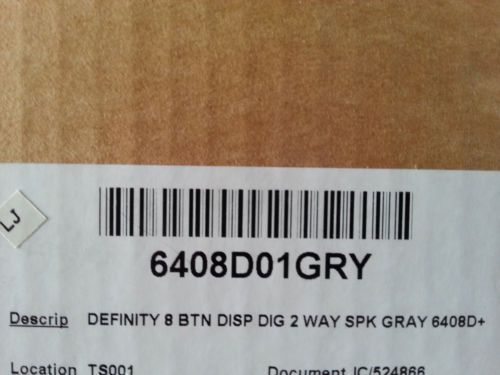 LJ
6408D01GRY
Descrip DEFINITY 8 BTN DISP DIG 2 WAY SPK GRAY 6408D+
Location TS001 Document IC/524866